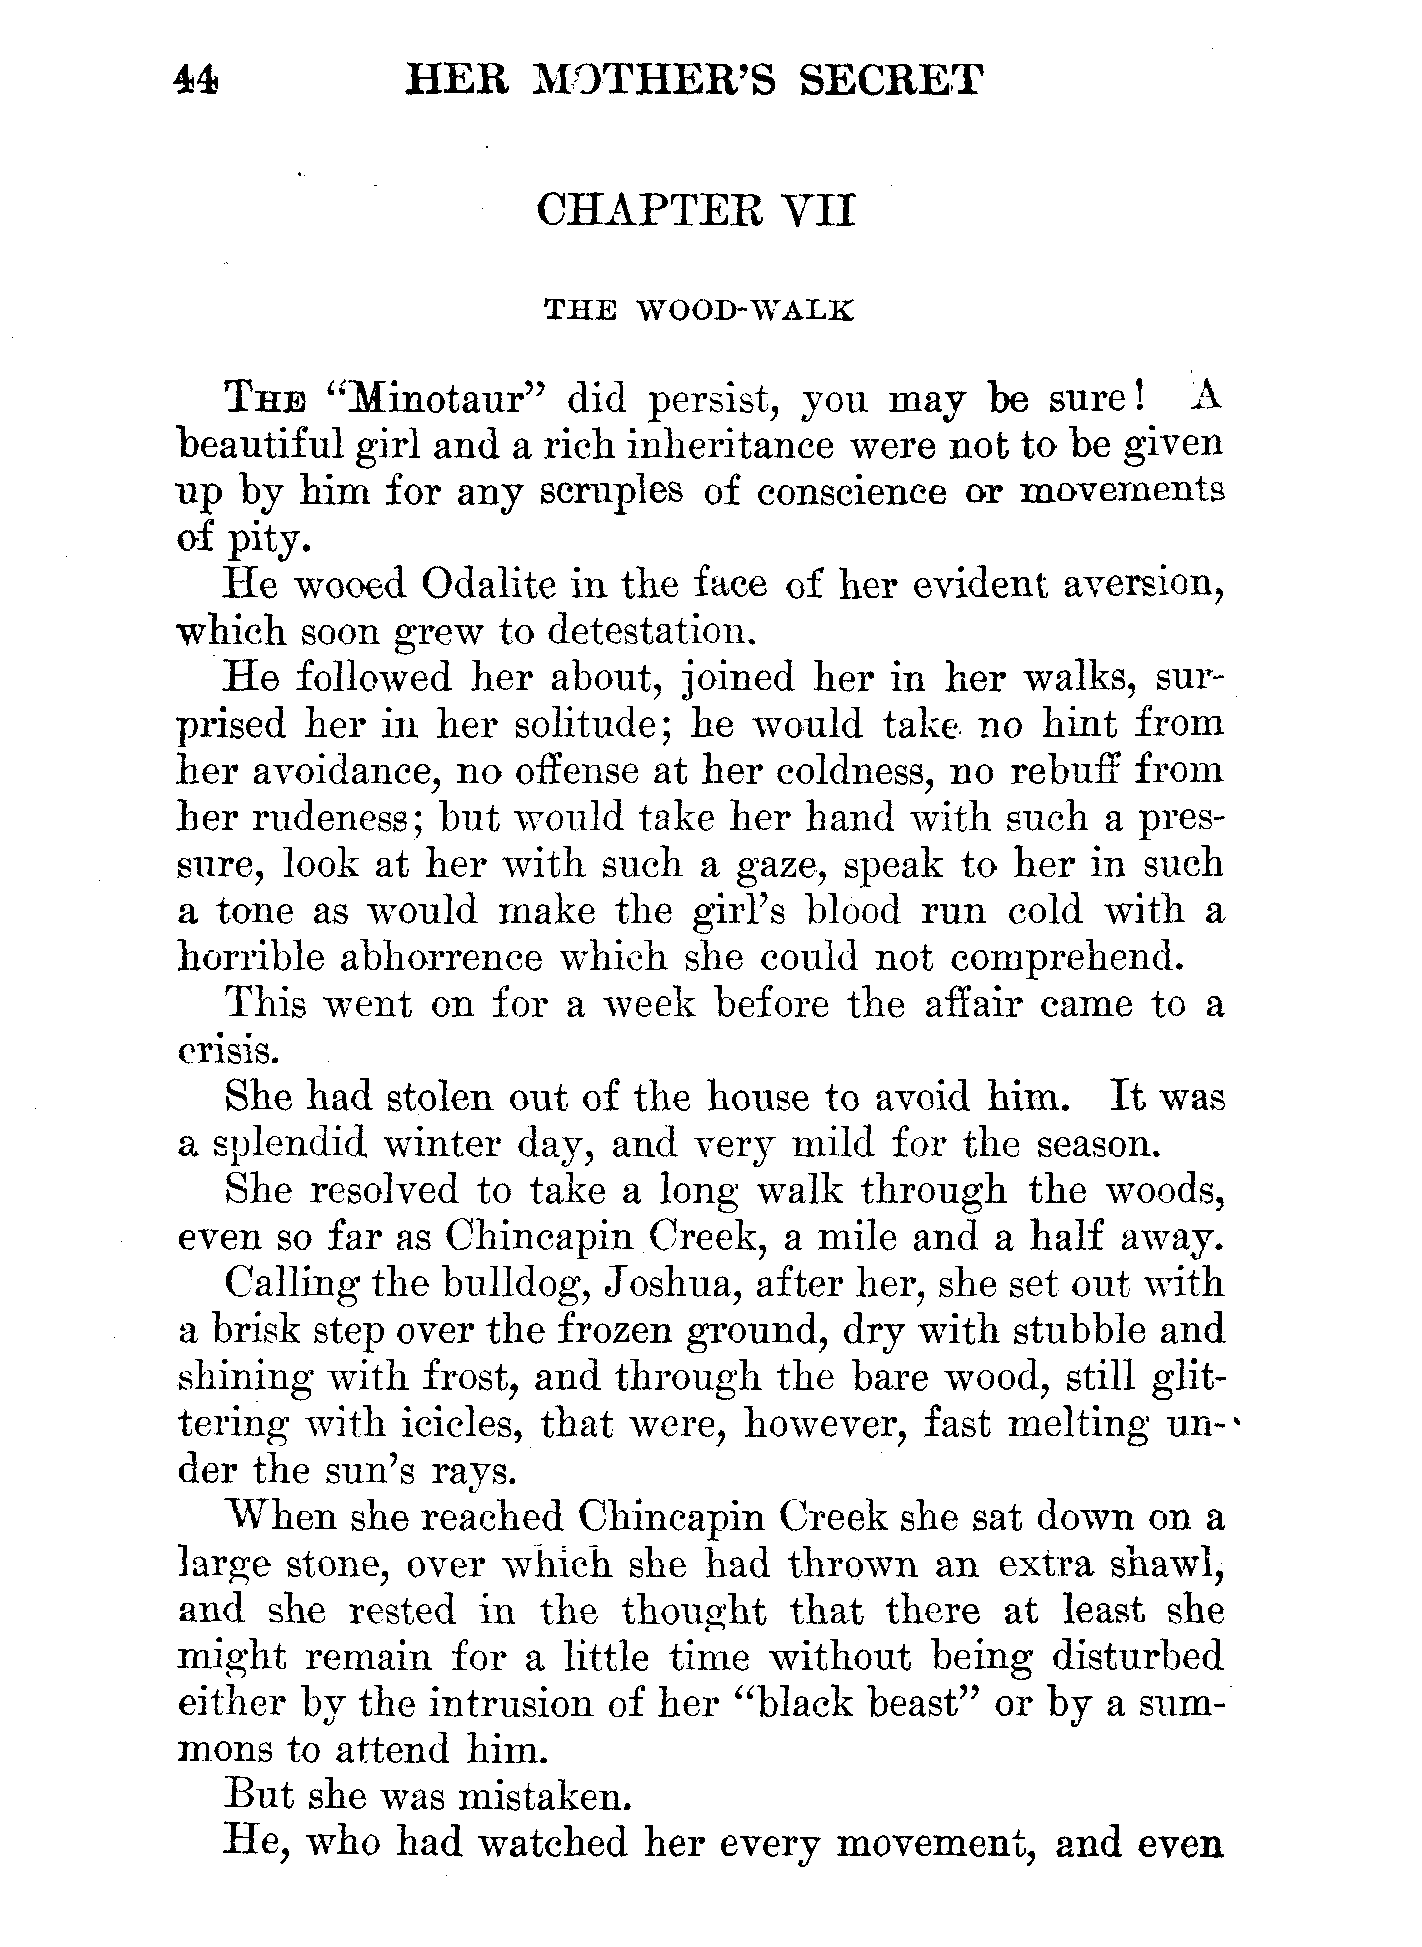 44 HER MOTHER'S SECRET
CHAPTER VII
THE WOOD-WALK
THE "Minotaur" did persist, you may be sure! A
beautiful girl and a rich inheritance were not to be given
up by him for any scruples of conscience or movements
of pity.
He wooed Odalite in the face of her evident aversion,
which soon grew to detestation.
He followed her about, joined her in her walks, sur-
prised her in her solitude; he would take no hint from
her avoidance, no offense at her coldness, no rebuff from
her rudeness; but would take her hand with such a pres-
sure, look at her with such a gaze, speak to her in such
a tone as would make the girl's blood run cold with a
horrible abhorrence which she could not comprehend.
This went on for a week before the affair came to a
crisis.
She had stolen out of the house to avoid him. It was
a splendid winter day, and very mild for the season.
She resolved to take a long walk through the woods,
even so far as Chincapin Creek, a mile and a half away.
Calling the bulldog, Joshua, after her, she set out with
a brisk step over the frozen ground, dry with stubble and
shining with frost, and through the bare wood, still glit-
tering with icicles, that were, however, fast melting un-
der the sun's rays.
When she reached Chincapin Creek she sat down on a
large stone, over which she had thrown an extra shawl,
and she rested in the thought that there at least she
might remain for a little time without being disturbed
either by the intrusion of her "black beast" or by a sum-
mons to attend him.
But she was mistaken.
He, who had watched her every movement, and even